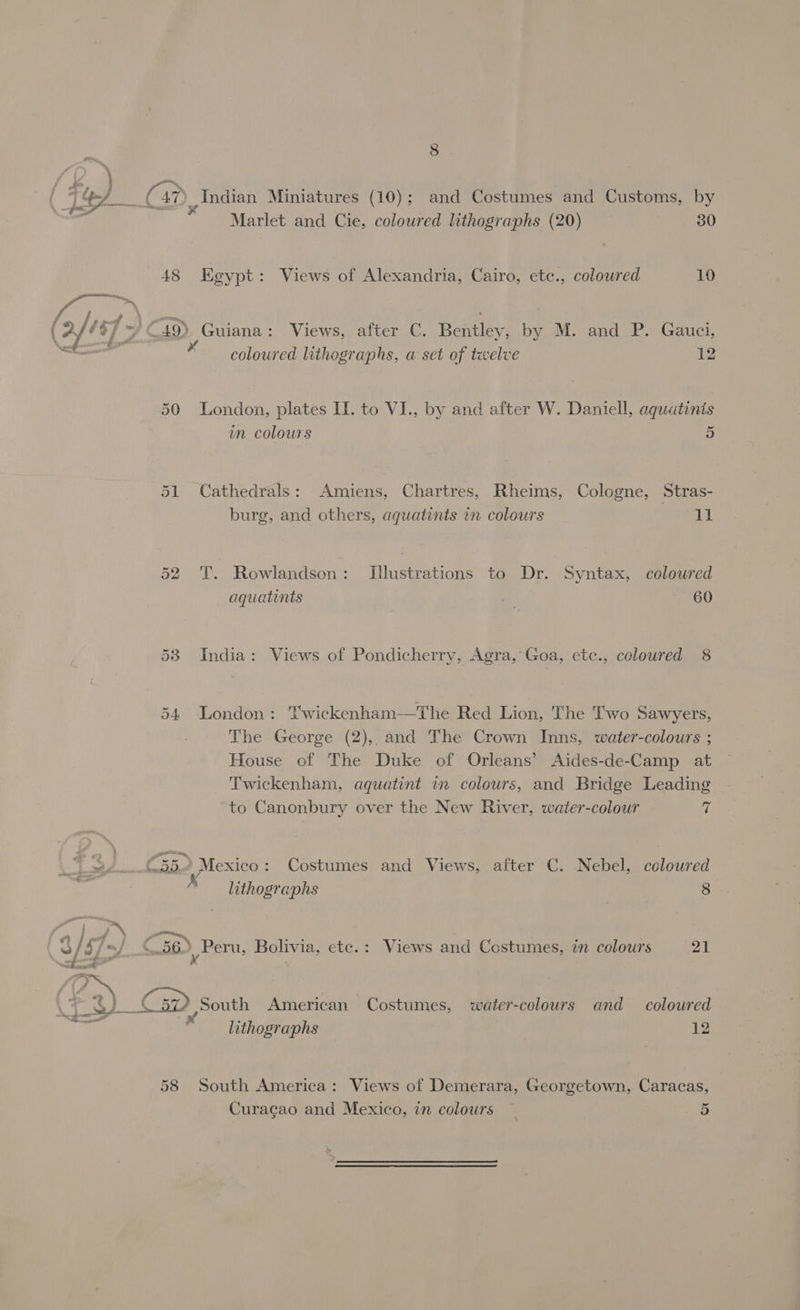 8
47 Indian Miniatures (10); and Costumes and Customs, by
Marlet and Cie, coloured lithographs (20) 30
48 Egypt: Views of Alexandria, Cairo, etc., coloured 10
49 Guiana: Views, after C. Bentley, by M. and P. Gauci,
coloured lithographs, a set of twelve 12
50 London, plates II. to VI., by and after W. Daniell, aquatints
in colours 5
51 Cathedrals: Amiens, Chartres, Rheims, Cologne, Stras-
burg, and others, aquatints in colours 11
52 T. Rowlandson: Illustrations to Dr. Syntax, coloured
aquatints 60
53 India: Views of Pondicherry, Agra, Goa, etc., coloured 8
54 London: Twickenham—The Red Lion, The Two Sawyers,
The George (2), and The Crown Inns, water-colours;
House of The Duke of Orleans' Aides-de-Camp at
Twickenham, aquatint in colours, and Bridge Leading
to Canonbury over the New River, water-colour 7
55 Mexico: Costumes and Views, after C. Nebel, coloured
lithographs 8
56 Peru, Bolivia, etc.: Views and Costumes, in colours 21
57 South American Costumes, water-colours and coloured
lithographs 12
58 South America: Views of Demerara, Georgetown, Caracas,
Curaçao and Mexico, in colours 5